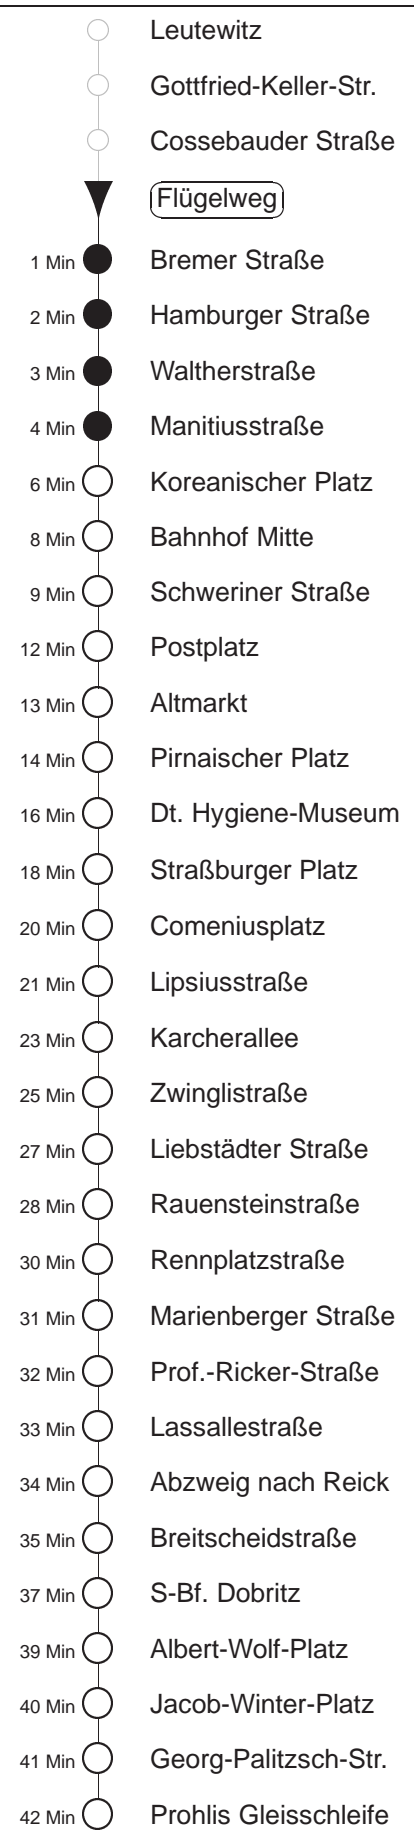 Leutewitz
Gottfried-Keller-Str.
Cossebauder Straße
Flügelweg
1 Min Bremer Straße
2 Min Hamburger Straße
3 Min Waltherstraße
4 Min Manitiusstraße
6 Min Koreanischer Platz
8 Min Bahnhof Mitte
9 Min Schweriner Straße
12 Min Postplatz
13 Min Altmarkt
14 Min Pirnaischer Platz
16 Min Dt. Hygiene-Museum
18 Min Straßburger Platz
20 Min Comeniusplatz
21 Min Lipsiusstraße
23 Min Karcherallee
25 Min Zwinglistraße
27 Min Liebstädter Straße
28 Min Rauensteinstraße
30 Min Rennplatzstraße
31 Min Marienberger Straße
32 Min Prof.-Ricker-Straße
33 Min Lassallestraße
34 Min Abzweig nach Reick
35 Min Breitscheidstraße
37 Min S-Bf. Dobritz
39 Min Albert-Wolf-Platz
40 Min Jacob-Winter-Platz
41 Min Georg-Palitzsch-Str.
42 Min Prohlis Gleisschleife